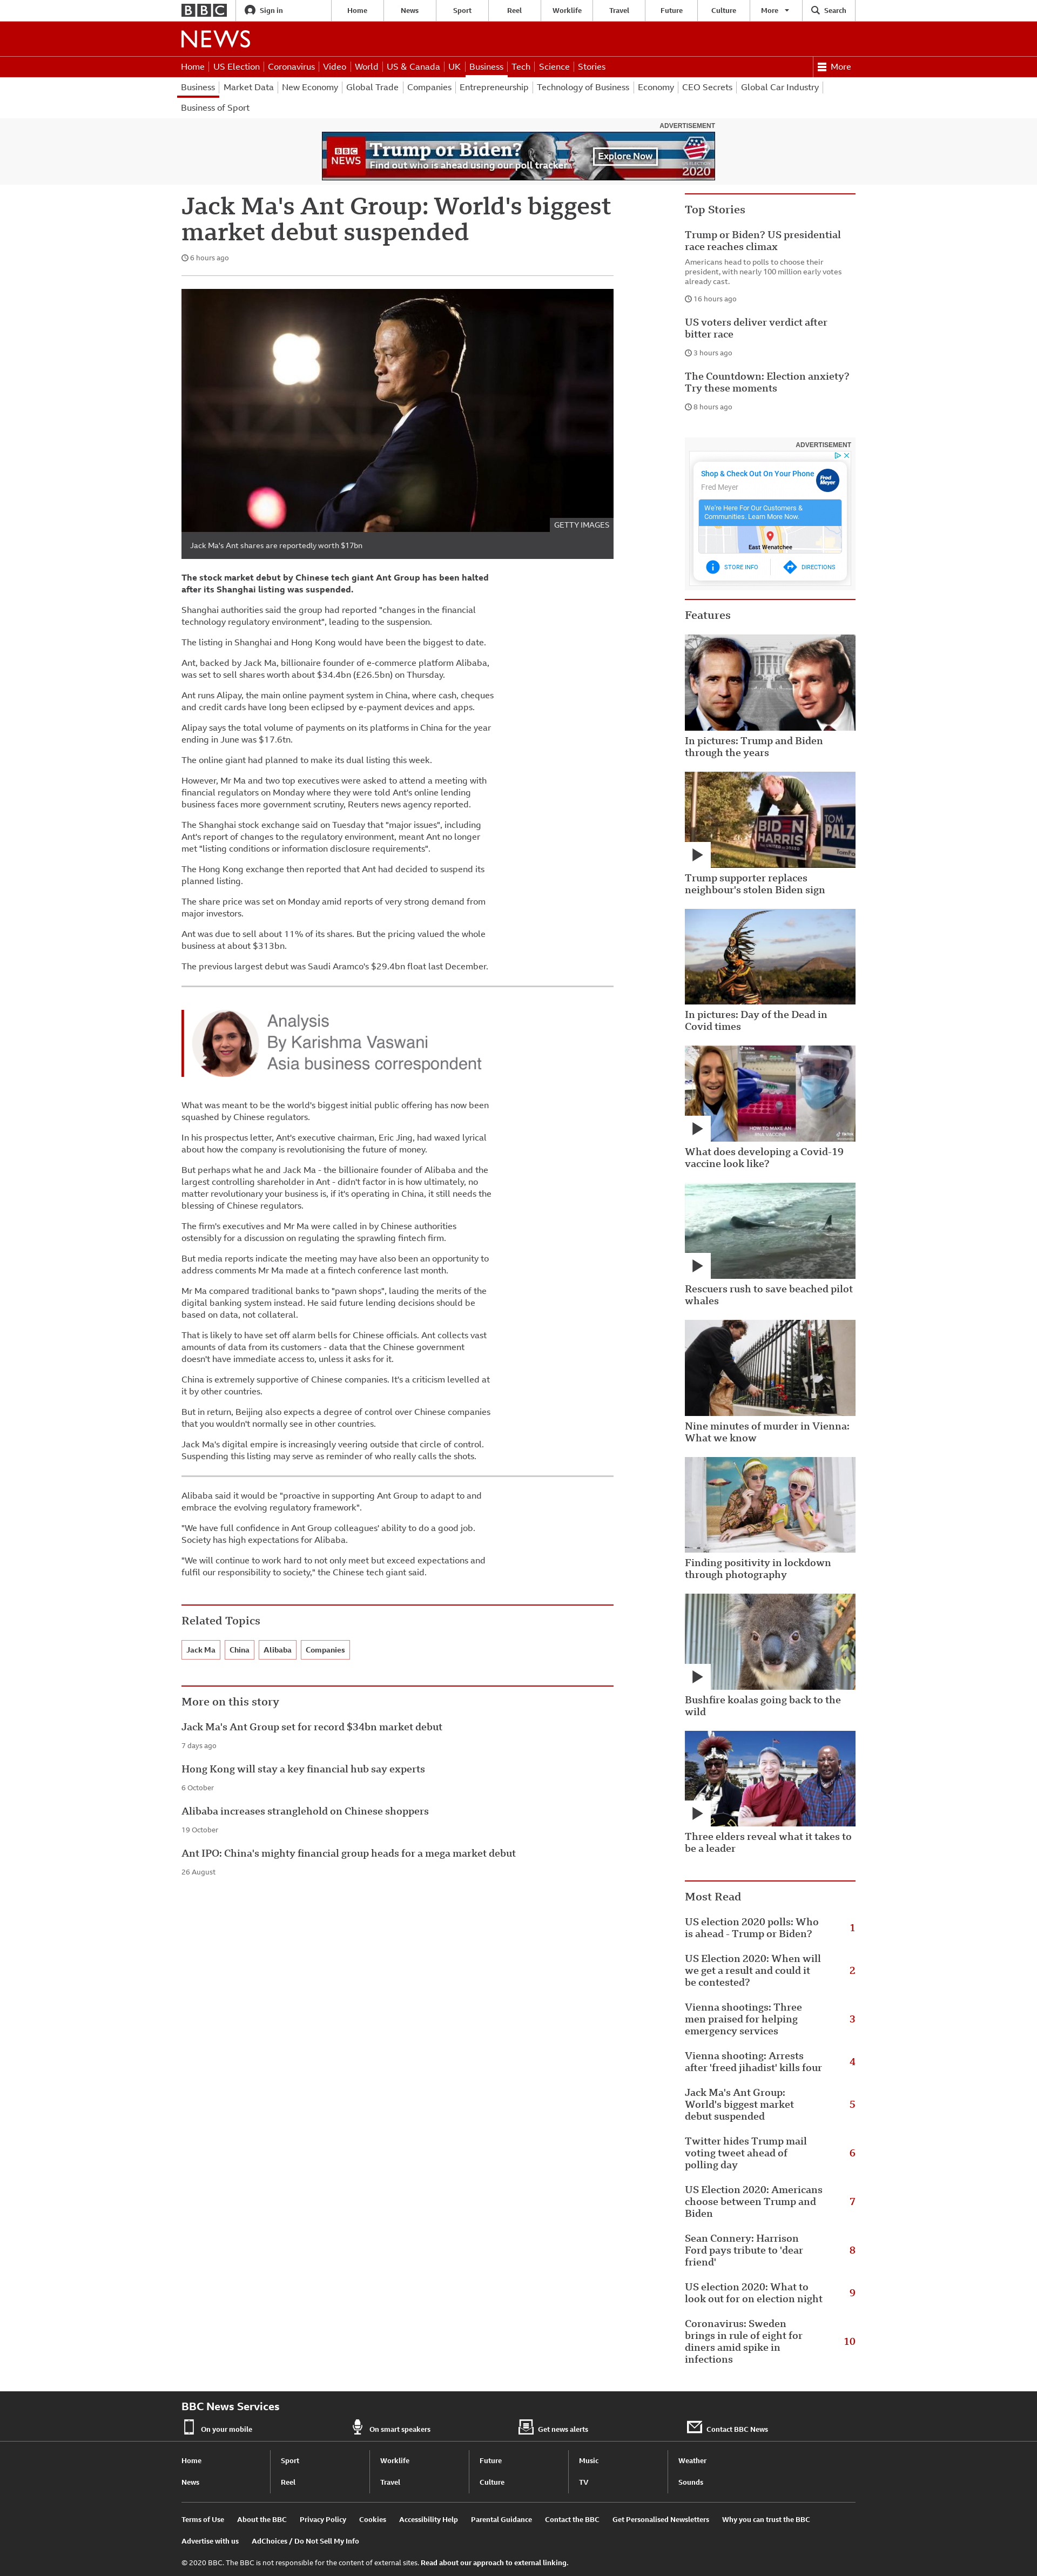 BBC
Sign in
Home
News
Sport
Reel
Worklife
Travel
Future
Culture
More
Search
NEWS
Home
US Election
Coronavirus
Video
World
US & Canada
UK
Business
Tech
Science
Stories
More
Business
Market Data
New Economy
Global Trade
Companies
Entrepreneurship
Technology of Business
Economy
CEO Secrets
Global Car Industry
Business of Sport
ADVERTISEMENT
BBC
NEWS
Trump or Biden?
Find out who is ahead using our poll tracker
Explore Now
US ELECTION
2020
Jack Ma's Ant Group: World's biggest
market debut suspended
6 hours ago
GETTY IMAGES
Jack Ma's Ant shares are reportedly worth $17bn
The stock market debut by Chinese tech giant Ant Group has been halted
after its Shanghai listing was suspended.
Shanghai authorities said the group had reported "changes in the financial
technology regulatory environment", leading to the suspension.
The listing in Shanghai and Hong Kong would have been the biggest to date.
Ant, backed by Jack Ma, billionaire founder of e-commerce platform Alibaba,
was set to sell shares worth about $34.4bn (£26.5bn) on Thursday.
Ant runs Alipay, the main online payment system in China, where cash, cheques
and credit cards have long been eclipsed by e-payment devices and apps.
Alipay says the total volume of payments on its platforms in China for the year
ending in June was $17.6tn.
The online giant had planned to make its dual listing this week.
However, Mr Ma and two top executives were asked to attend a meeting with
financial regulators on Monday where they were told Ant's online lending
business faces more government scrutiny, Reuters news agency reported.
The Shanghai stock exchange said on Tuesday that "major issues", including
Ant's report of changes to the regulatory environment, meant Ant no longer
met "listing conditions or information disclosure requirements".
The Hong Kong exchange then reported that Ant had decided to suspend its
planned listing.
The share price was set on Monday amid reports of very strong demand from
major investors.
Ant was due to sell about 11% of its shares. But the pricing valued the whole
business at about $313bn.
The previous largest debut was Saudi Aramco's $29.4bn float last December.
Analysis
By Karishma Vaswani
Asia business correspondent
What was meant to be the world's biggest initial public offering has now been
squashed by Chinese regulators.
In his prospectus letter, Ant's executive chairman, Eric Jing, had waxed lyrical
about how the company is revolutionising the future of money.
But perhaps what he and Jack Ma - the billionaire founder of Alibaba and the
largest controlling shareholder in Ant - didn't factor in is how ultimately, no
matter revolutionary your business is, if it's operating in China, it still needs the
blessing of Chinese regulators.
The firm's executives and Mr Ma were called in by Chinese authorities
ostensibly for a discussion on regulating the sprawling fintech firm.
But media reports indicate the meeting may have also been an opportunity to
address comments Mr Ma made at a fintech conference last month.
Mr Ma compared traditional banks to "pawn shops", lauding the merits of the
digital banking system instead. He said future lending decisions should be
based on data, not collateral.
That is likely to have set off alarm bells for Chinese officials. Ant collects vast
amounts of data from its customers - data that the Chinese government
doesn't have immediate access to, unless it asks for it.
China is extremely supportive of Chinese companies. It's a criticism levelled at
it by other countries.
But in return, Beijing also expects a degree of control over Chinese companies
that you wouldn't normally see in other countries.
Jack Ma's digital empire is increasingly veering outside that circle of control.
Suspending this listing may serve as reminder of who really calls the shots.
Alibaba said it would be "proactive in supporting Ant Group to adapt to and
embrace the evolving regulatory framework".
"We have full confidence in Ant Group colleagues' ability to do a good job.
Society has high expectations for Alibaba.
"We will continue to work hard to not only meet but exceed expectations and
fulfil our responsibility to society," the Chinese tech giant said.
Related Topics
Jack Ma
China
Alibaba
Companies
More on this story
Jack Ma's Ant Group set for record $34bn market debut
7 days ago
Hong Kong will stay a key financial hub say experts
6 October
Alibaba increases stranglehold on Chinese shoppers
19 October
Ant IPO: China's mighty financial group heads for a mega market debut
26 August
Top Stories
Trump or Biden? US presidential
race reaches climax
Americans head to polls to choose their
president, with nearly 100 million early votes
already cast.
16 hours ago
US voters deliver verdict after
bitter race
3 hours ago
The Countdown: Election anxiety?
Try these moments
8 hours ago
ADVERTISEMENT
Shop & Check Out On Your Phone
Fred Meyer
Fred Meyer
We're Here For Our Customers &
Communities. Learn More Now.
East Wenatchee
STORE INFO
DIRECTIONS
Features
In pictures: Trump and Biden
through the years
BIDEN
HARRIS
TOM
PALZ
Trump supporter replaces
neighbour's stolen Biden sign
In pictures: Day of the Dead in
Covid times
TikTok
HOW TO MAKE AN
RNA VACCINE
TikTok
What does developing a Covid-19
vaccine look like?
Rescuers rush to save beached pilot
whales
Nine minutes of murder in Vienna:
What we know
Finding positivity in lockdown
through photography
Bushfire koalas going back to the
wild
Three elders reveal what it takes to
be a leader
Most Read
US election 2020 polls: Who
is ahead - Trump or Biden?
1
US Election 2020: When will
we get a result and could it
be contested?
2
Vienna shootings: Three
men praised for helping
emergency services
3
Vienna shooting: Arrests
after 'freed jihadist' kills four
4
Jack Ma's Ant Group:
World's biggest market
debut suspended
5
Twitter hides Trump mail
voting tweet ahead of
polling day
6
US Election 2020: Americans
choose between Trump and
Biden
7
Sean Connery: Harrison
Ford pays tribute to 'dear
friend'
8
US election 2020: What to
look out for on election night
9
Coronavirus: Sweden
brings in rule of eight for
diners amid spike in
infections
10
BBC News Services
On your mobile
On smart speakers
Get news alerts
Contact BBC News
Home
Sport
Worklife
Future
Music
Weather
News
Reel
Travel
Culture
TV
Sounds
Terms of Use
About the BBC
Privacy Policy
Cookies
Accessibility Help
Parental Guidance
Contact the BBC
Get Personalised Newsletters
Why you can trust the BBC
Advertise with us
AdChoices / Do Not Sell My Info
© 2020 BBC. The BBC is not responsible for the content of external sites. Read about our approach to external linking.